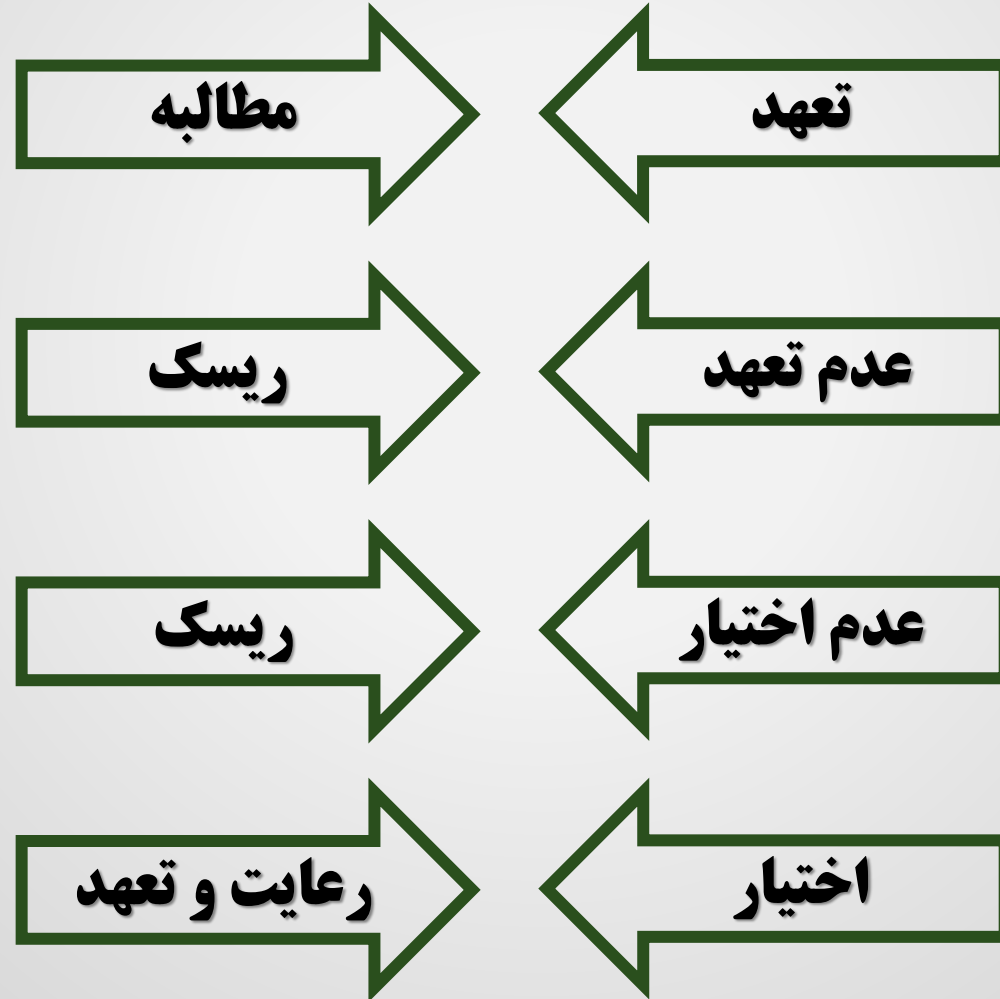 تعهد
مطالبه
عدم تعهد
ریسک
عدم اختیار
ریسک
اختیار
رعایت و تعهد